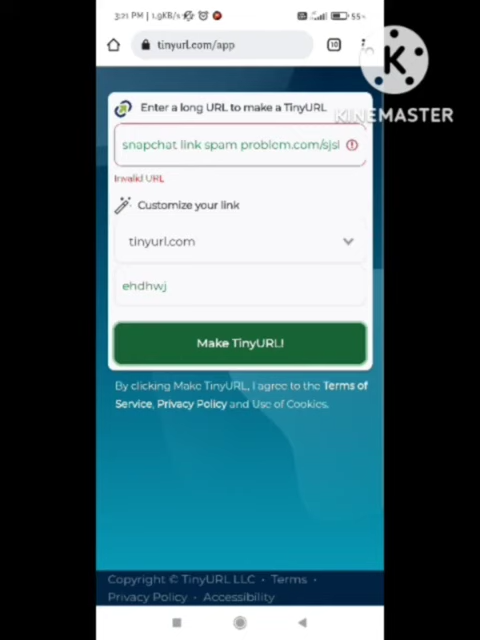 3:21 PM | 1.9KB/s
55%
tinyurl.com/app
10
K
KINEMASTER
Enter a long URL to make a TinyURL
snapchat link spam problem.com/sjsl
Invalid URL
Customize your link
tinyurl.com
ehdhwj
Make TinyURL!
By clicking Make TinyURL, I agree to the Terms of
Service, Privacy Policy and Use of Cookies.
Copyright © TinyURL LLC • Terms •
Privacy Policy • Accessibility